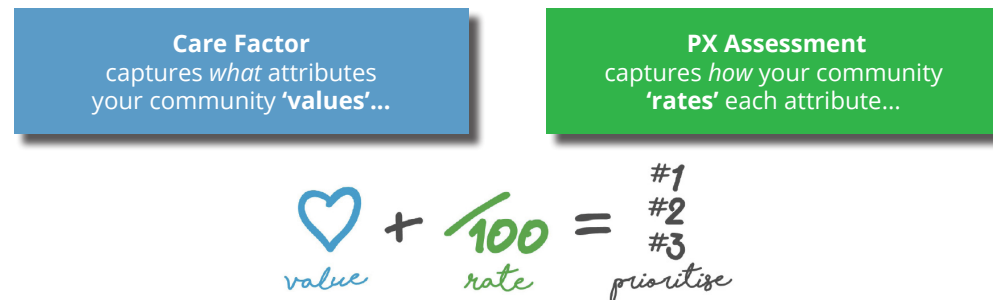 Care Factor
captures what attributes
your community ‘values’...
PX Assessment
captures how your community
‘rates’ each attribute...
+ /100 =
#1
#2
#3
value
rate
prioritise